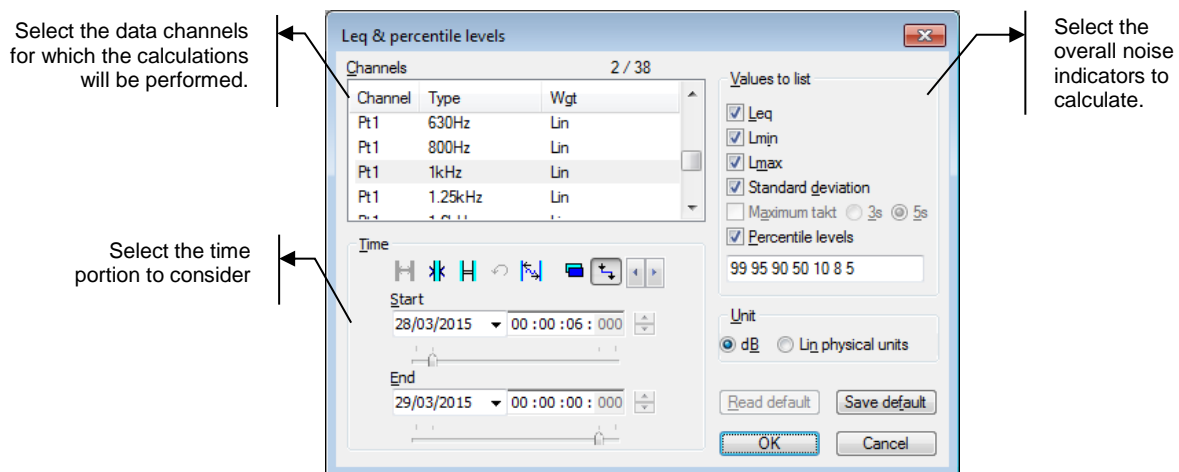 Select the data channels
for which the calculations
will be performed.
Leq & percentile levels
Channels 2 / 38
Channel Type Wgt
Pt1 630Hz Lin
Pt1 800Hz Lin
Pt1 1kHz Lin
Pt1 1.25kHz Lin
Values to list
Leq
Lmin
Lmax
Standard deviation
Maximum takt 3s 5s
Percentile levels
99 95 90 50 10 8 5
Select the
overall noise
indicators to
calculate.
Select the time
portion to consider
Time
Start
28/03/2015 00 : 00 : 06 : 000
End
29/03/2015 00 : 00 : 00 : 000
Unit
dB Lin physical units
Read default Save default
OK Cancel